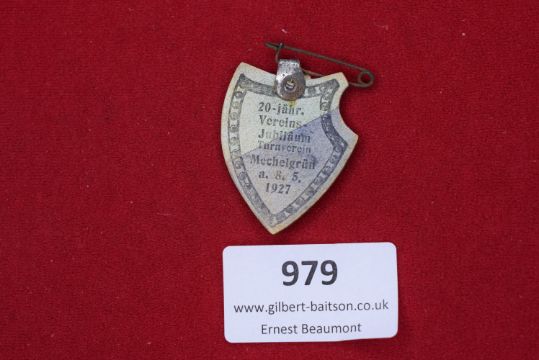 20-jähr.
Vereins-
Jubiläum
Turnverein
Mechelgrün
a. 8. 5.
1927
979
www.gilbert-baitson.co.uk
Ernest Beaumont